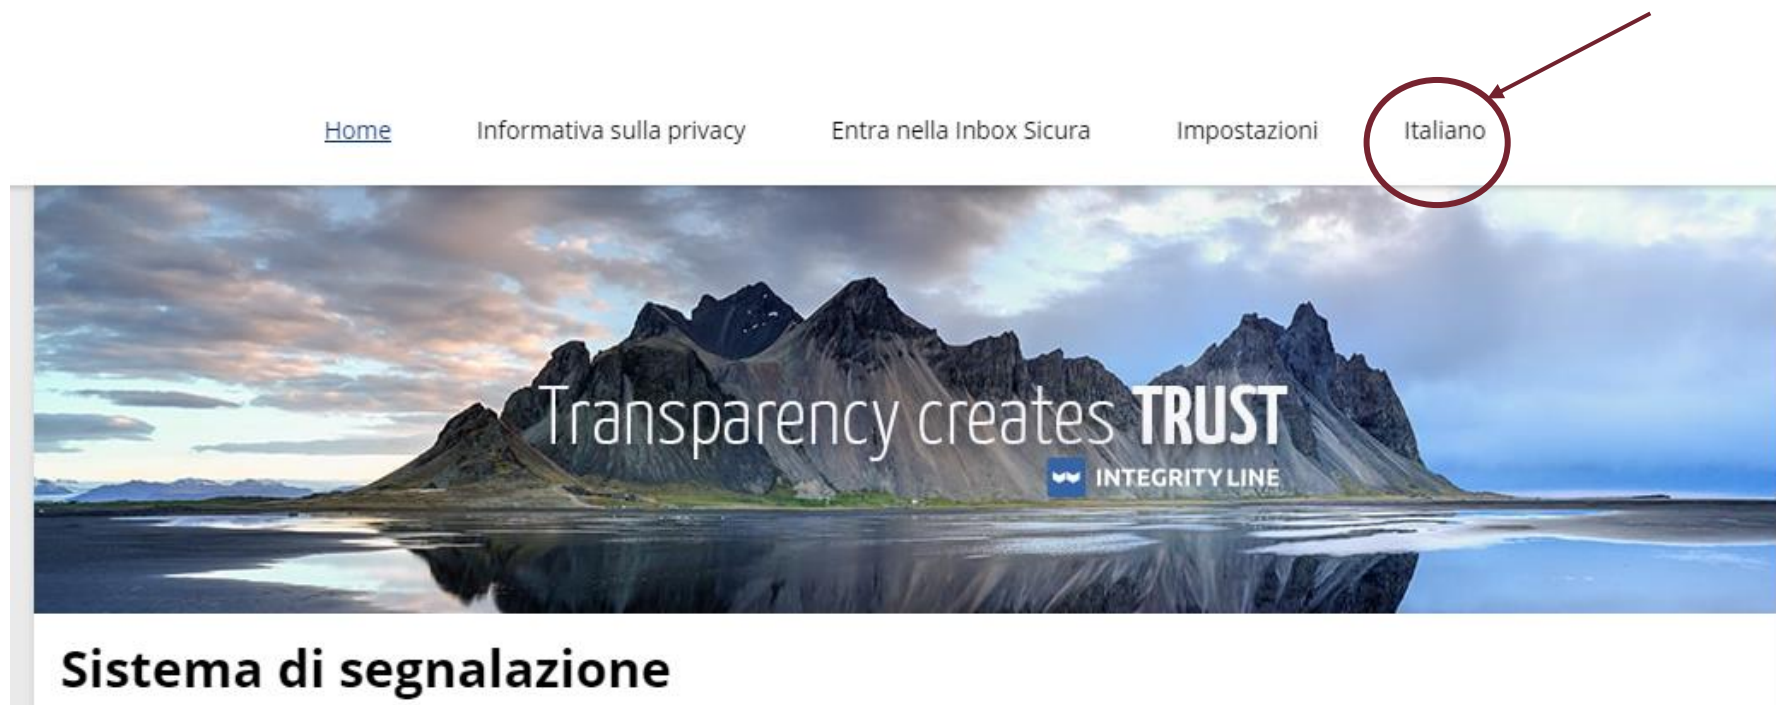 Home Informativa sulla privacy Entra nella Inbox Sicura Impostazioni Italiano
Transparency creates TRUST
INTEGRITY LINE
Sistema di segnalazione